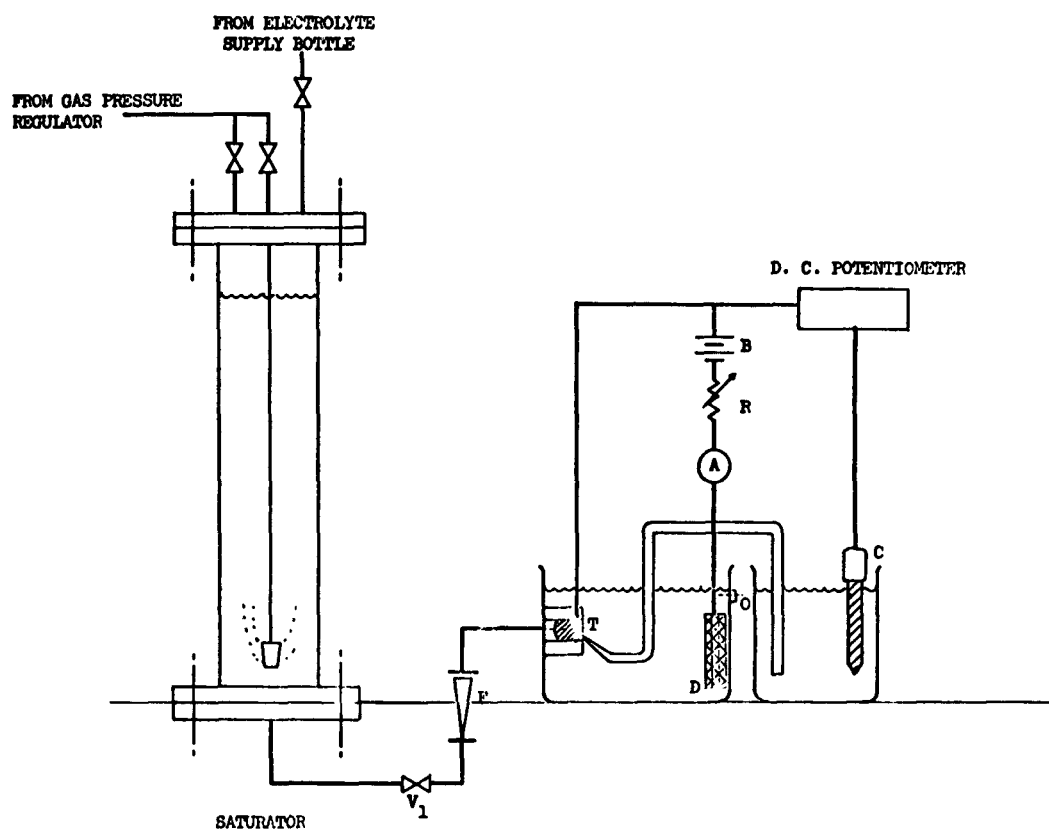 FROM ELECTROLYTE
SUPPLY BOTTLE
FROM GAS PRESSURE
REGULATOR
D. C. POTENTIOMETER
B
R
A
C
O
T
D
F
V1
SATURATOR